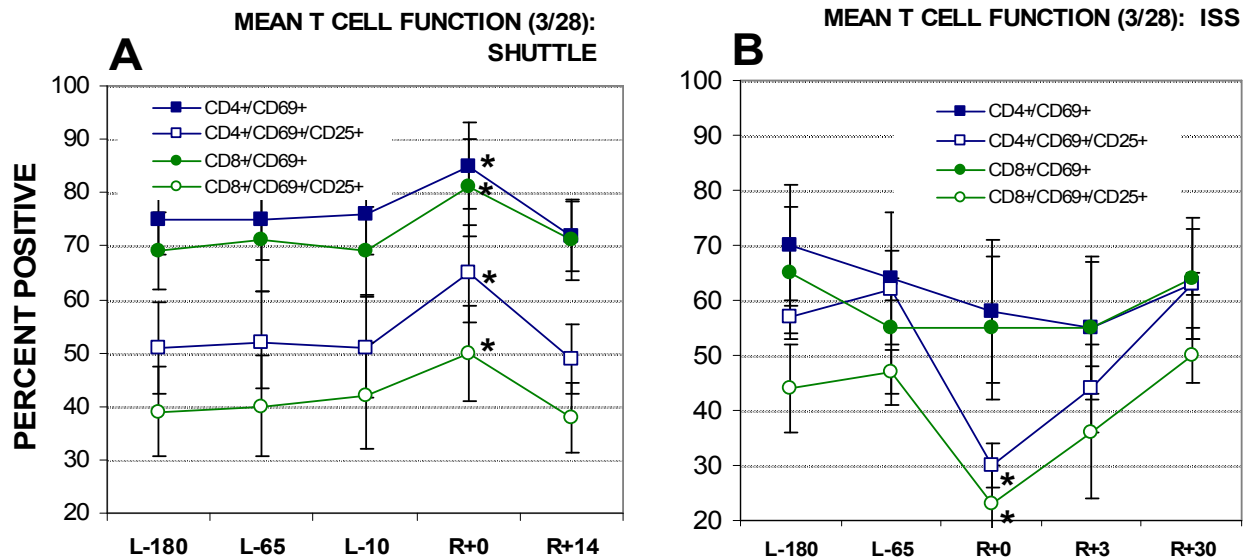 MEAN T CELL FUNCTION (3/28):
SHUTTLE
A
CD4+/CD69+
CD4+/CD69+/CD25+
CD8+/CD69+
CD8+/CD69+/CD25+
PERCENT POSITIVE
100
90
80
70
60
50
40
30
20
*
*
*
*
L-180 L-65 L-10 R+0 R+14
MEAN T CELL FUNCTION (3/28): ISS
B
CD4+/CD69+
CD4+/CD69+/CD25+
CD8+/CD69+
CD8+/CD69+/CD25+
100
90
80
70
60
50
40
30
20
*
*
L-180 L-65 R+0 R+3 R+30